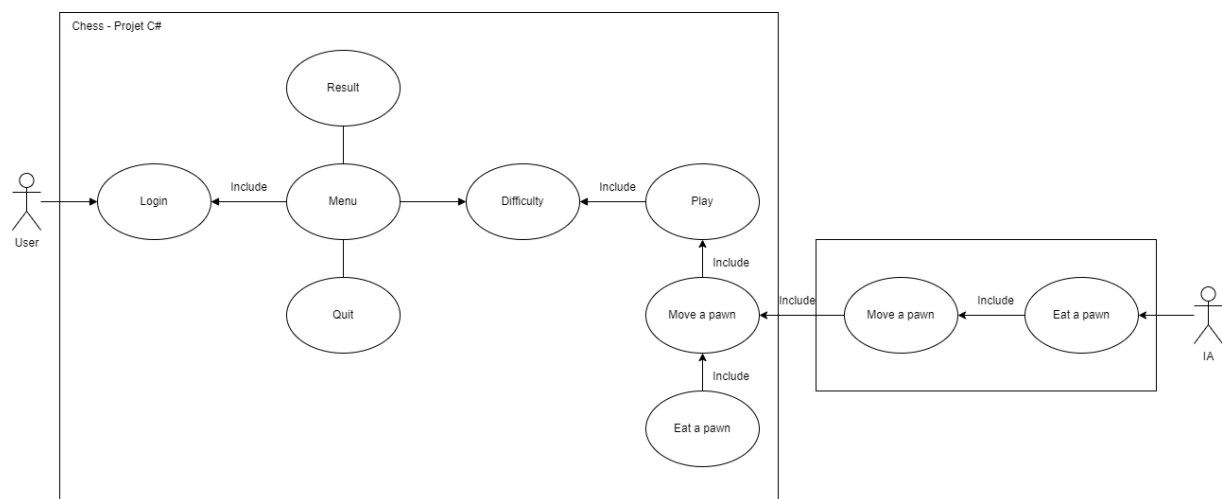 Chess - Projet C#
Result
User
Login
Include
Menu
Difficulty
Include
Play
Include
Quit
Move a pawn
Include
Move a pawn
Include
Eat a pawn
IA
Include
Eat a pawn